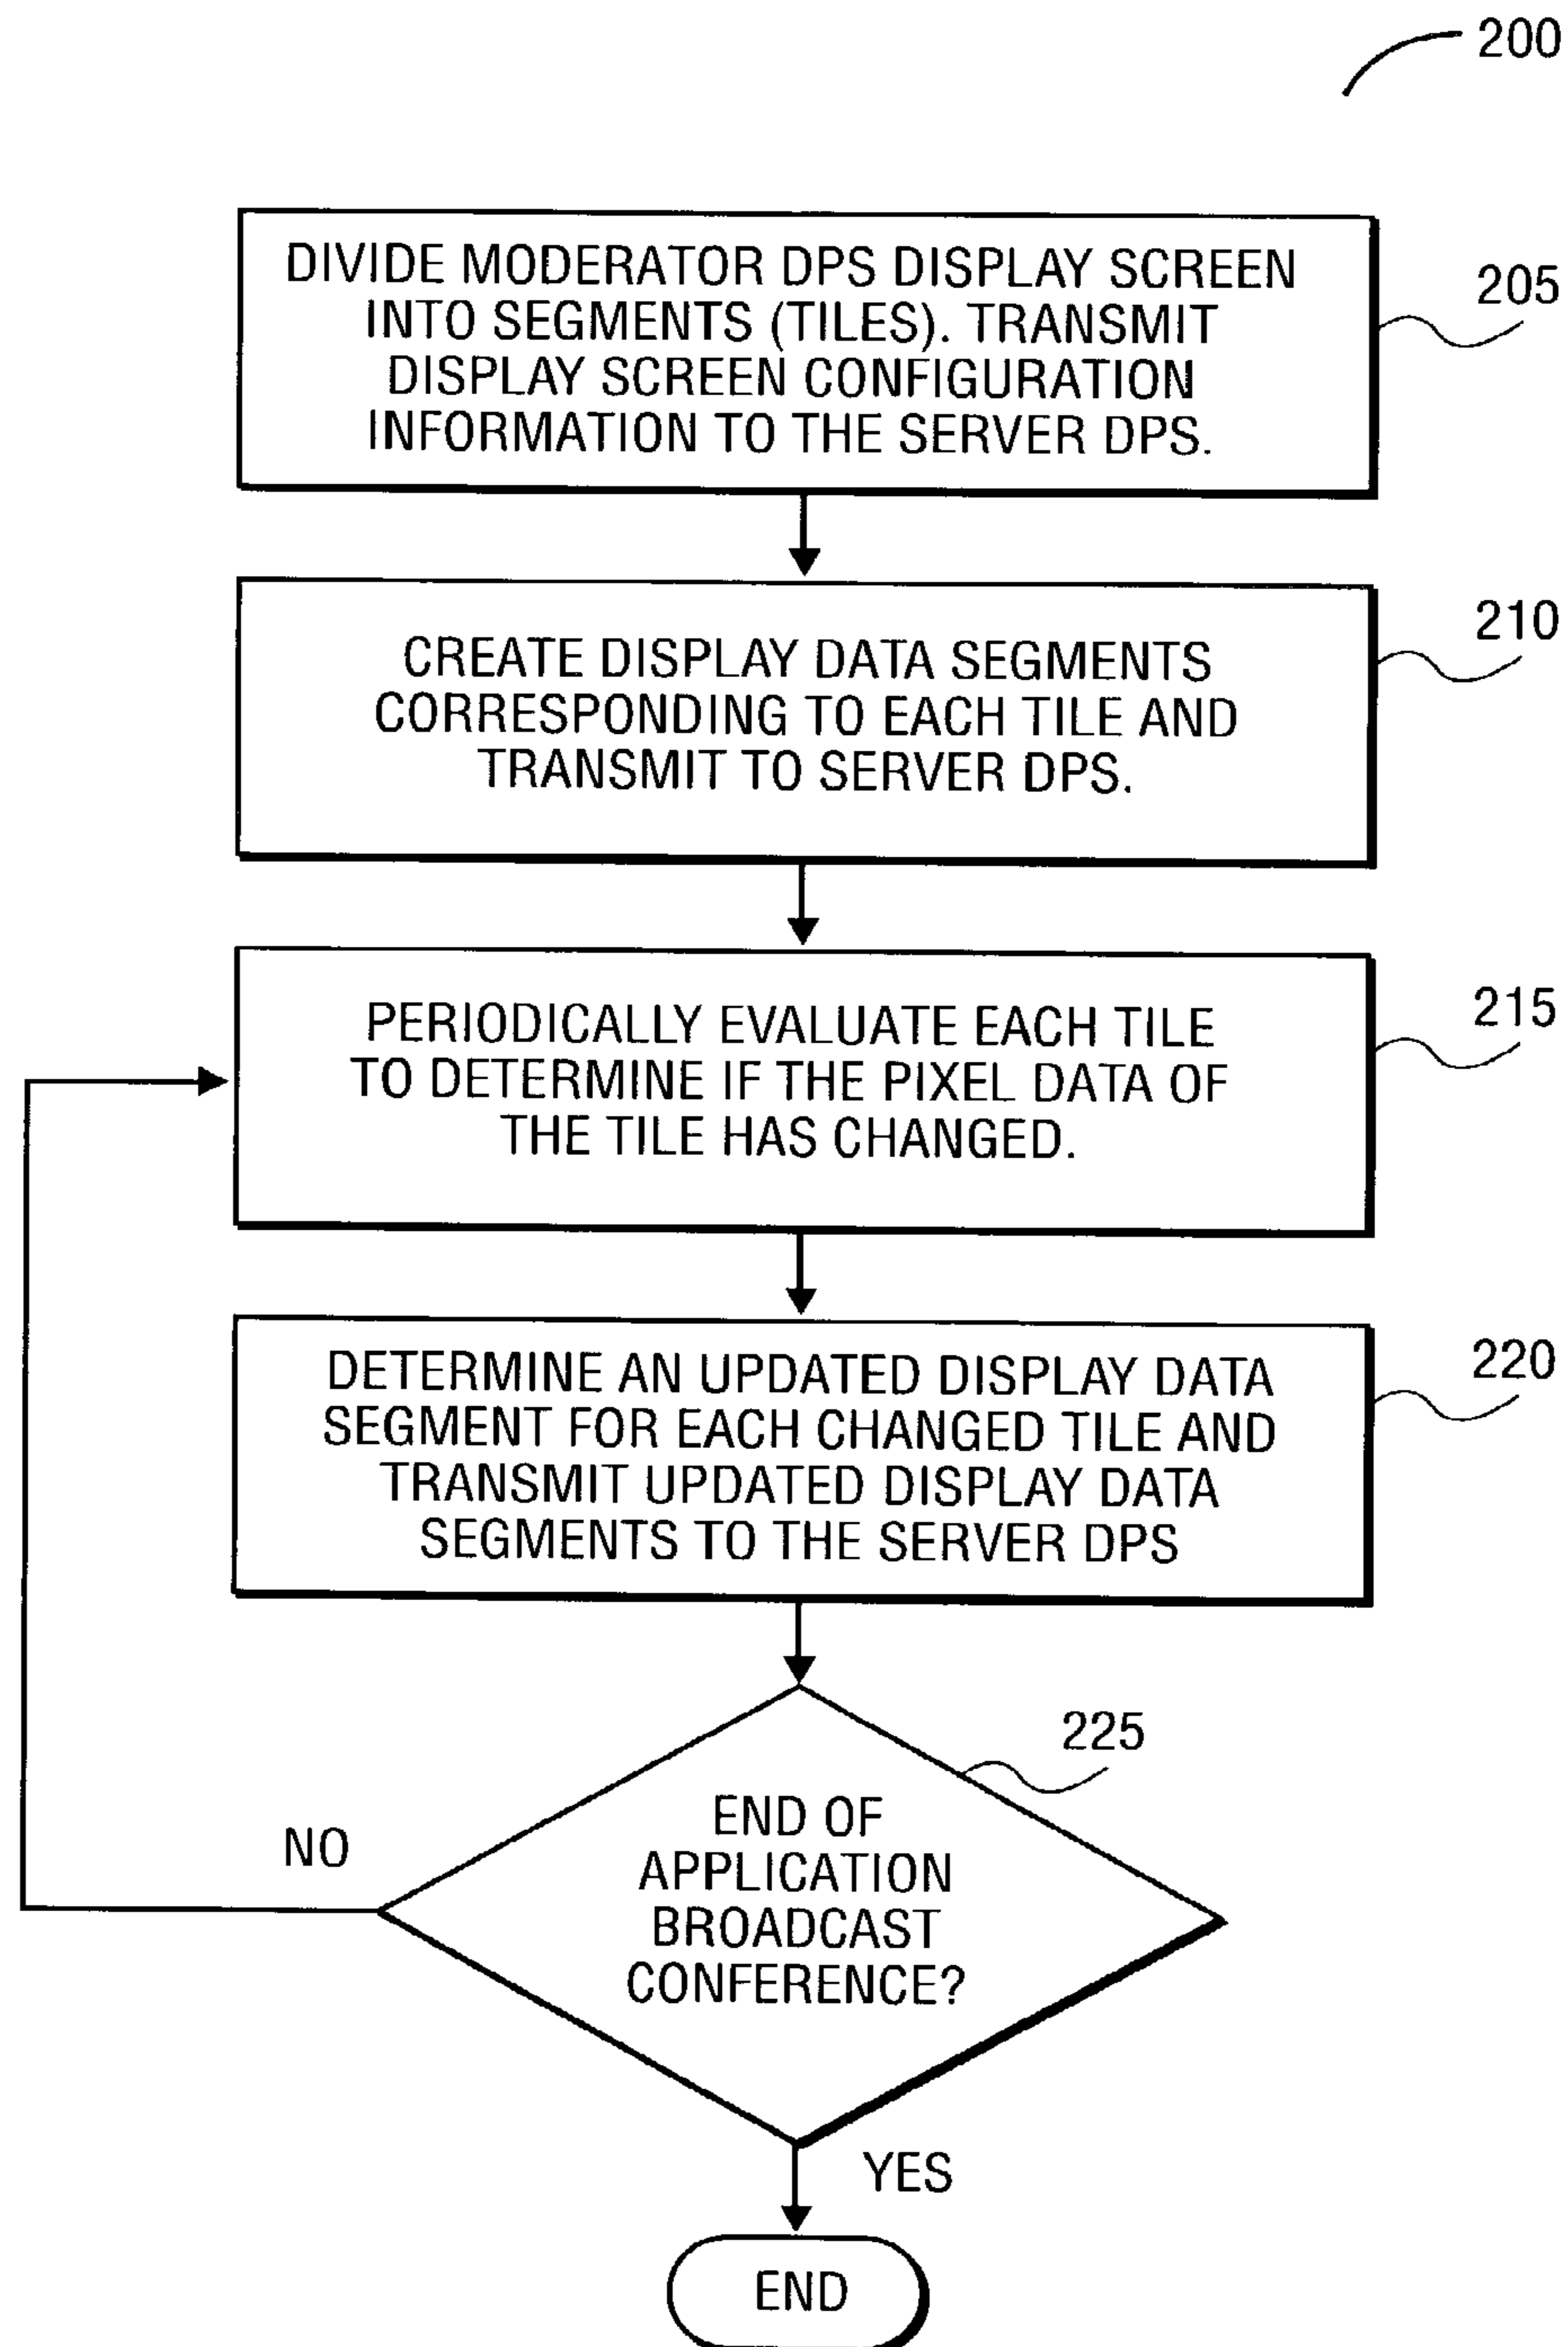 200
DIVIDE MODERATOR DPS DISPLAY SCREEN
INTO SEGMENTS (TILES). TRANSMIT
DISPLAY SCREEN CONFIGURATION
INFORMATION TO THE SERVER DPS.
205
CREATE DISPLAY DATA SEGMENTS
CORRESPONDING TO EACH TILE AND
TRANSMIT TO SERVER DPS.
210
PERIODICALLY EVALUATE EACH TILE
TO DETERMINE IF THE PIXEL DATA OF
THE TILE HAS CHANGED.
215
DETERMINE AN UPDATED DISPLAY DATA
SEGMENT FOR EACH CHANGED TILE AND
TRANSMIT UPDATED DISPLAY DATA
SEGMENTS TO THE SERVER DPS
220
225
END OF
APPLICATION
BROADCAST
CONFERENCE?
NO
YES
END